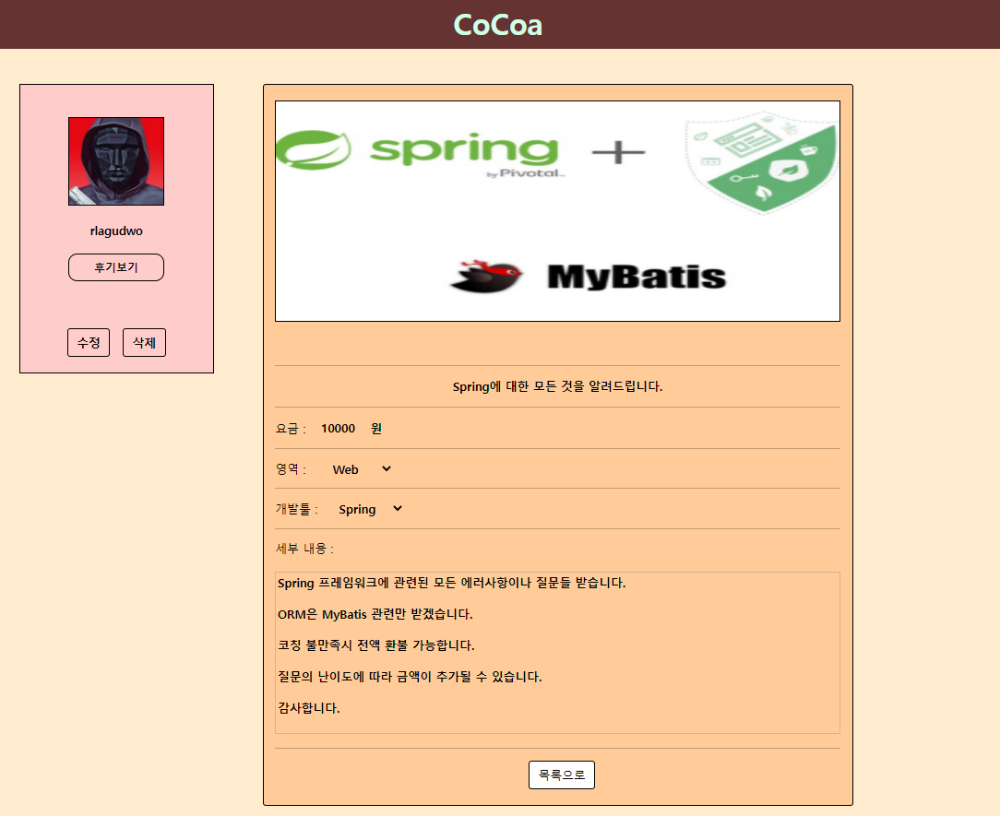 CoCoa
rlagudwo
후기보기
수정 삭제
spring
by Pivotal
MyBatis
Spring에 대한 모든 것을 알려드립니다.
요금 : 10000 원
영역 : Web
개발툴 : Spring
세부 내용 :
Spring 프레임워크에 관련된 모든 에러사항이나 질문들 받습니다.
ORM은 MyBatis 관련만 받겠습니다.
코칭 불만족시 전액 환불 가능합니다.
질문의 난이도에 따라 금액이 추가될 수 있습니다.
감사합니다.
목록으로